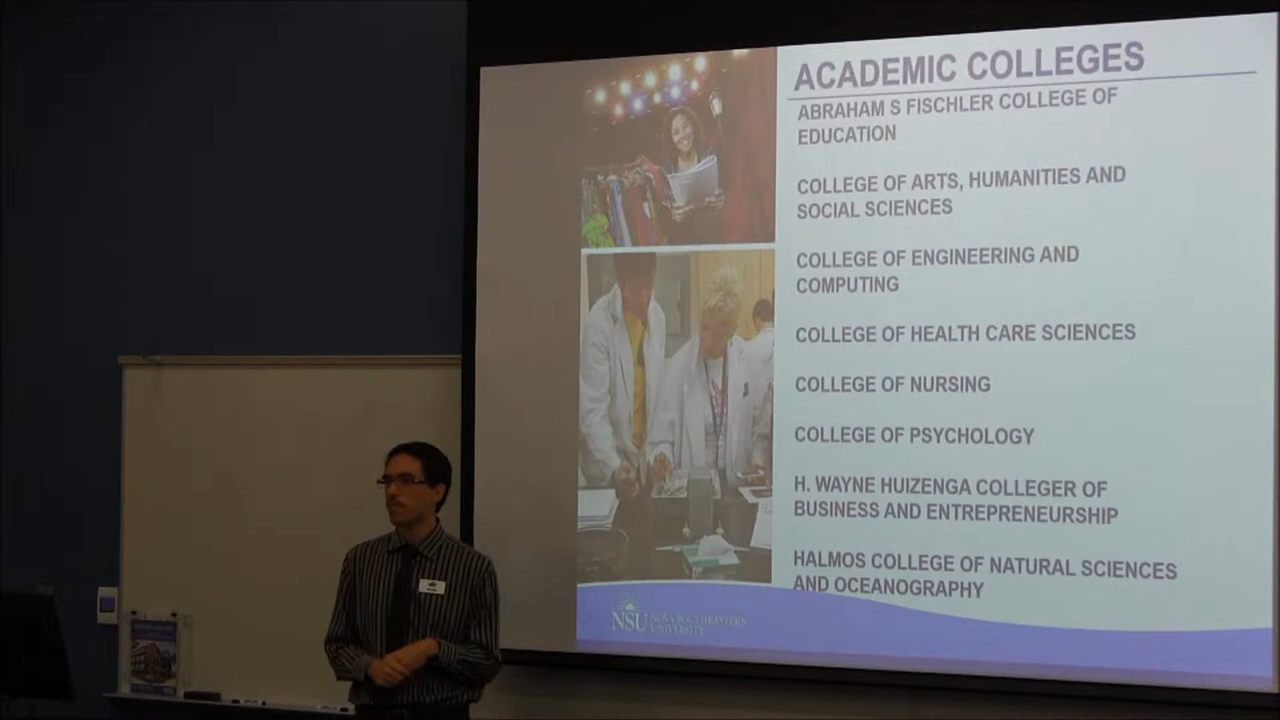 ACADEMIC COLLEGES
ABRAHAM S FISCHLER COLLEGE OF
EDUCATION
COLLEGE OF ARTS, HUMANITIES AND
SOCIAL SCIENCES
COLLEGE OF ENGINEERING AND
COMPUTING
COLLEGE OF HEALTH CARE SCIENCES
COLLEGE OF NURSING
COLLEGE OF PSYCHOLOGY
H. WAYNE HUIZENGA COLLEGER OF
BUSINESS AND ENTREPRENEURSHIP
HALMOS COLLEGE OF NATURAL SCIENCES
AND OCEANOGRAPHY
NSU NOVA SOUTHEASTERN
UNIVERSITY